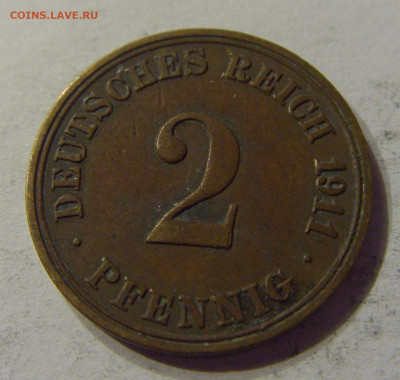 COINS.LAVE.RU
· DEUTSCHES REICH 1911 ·
2
PFENNIG